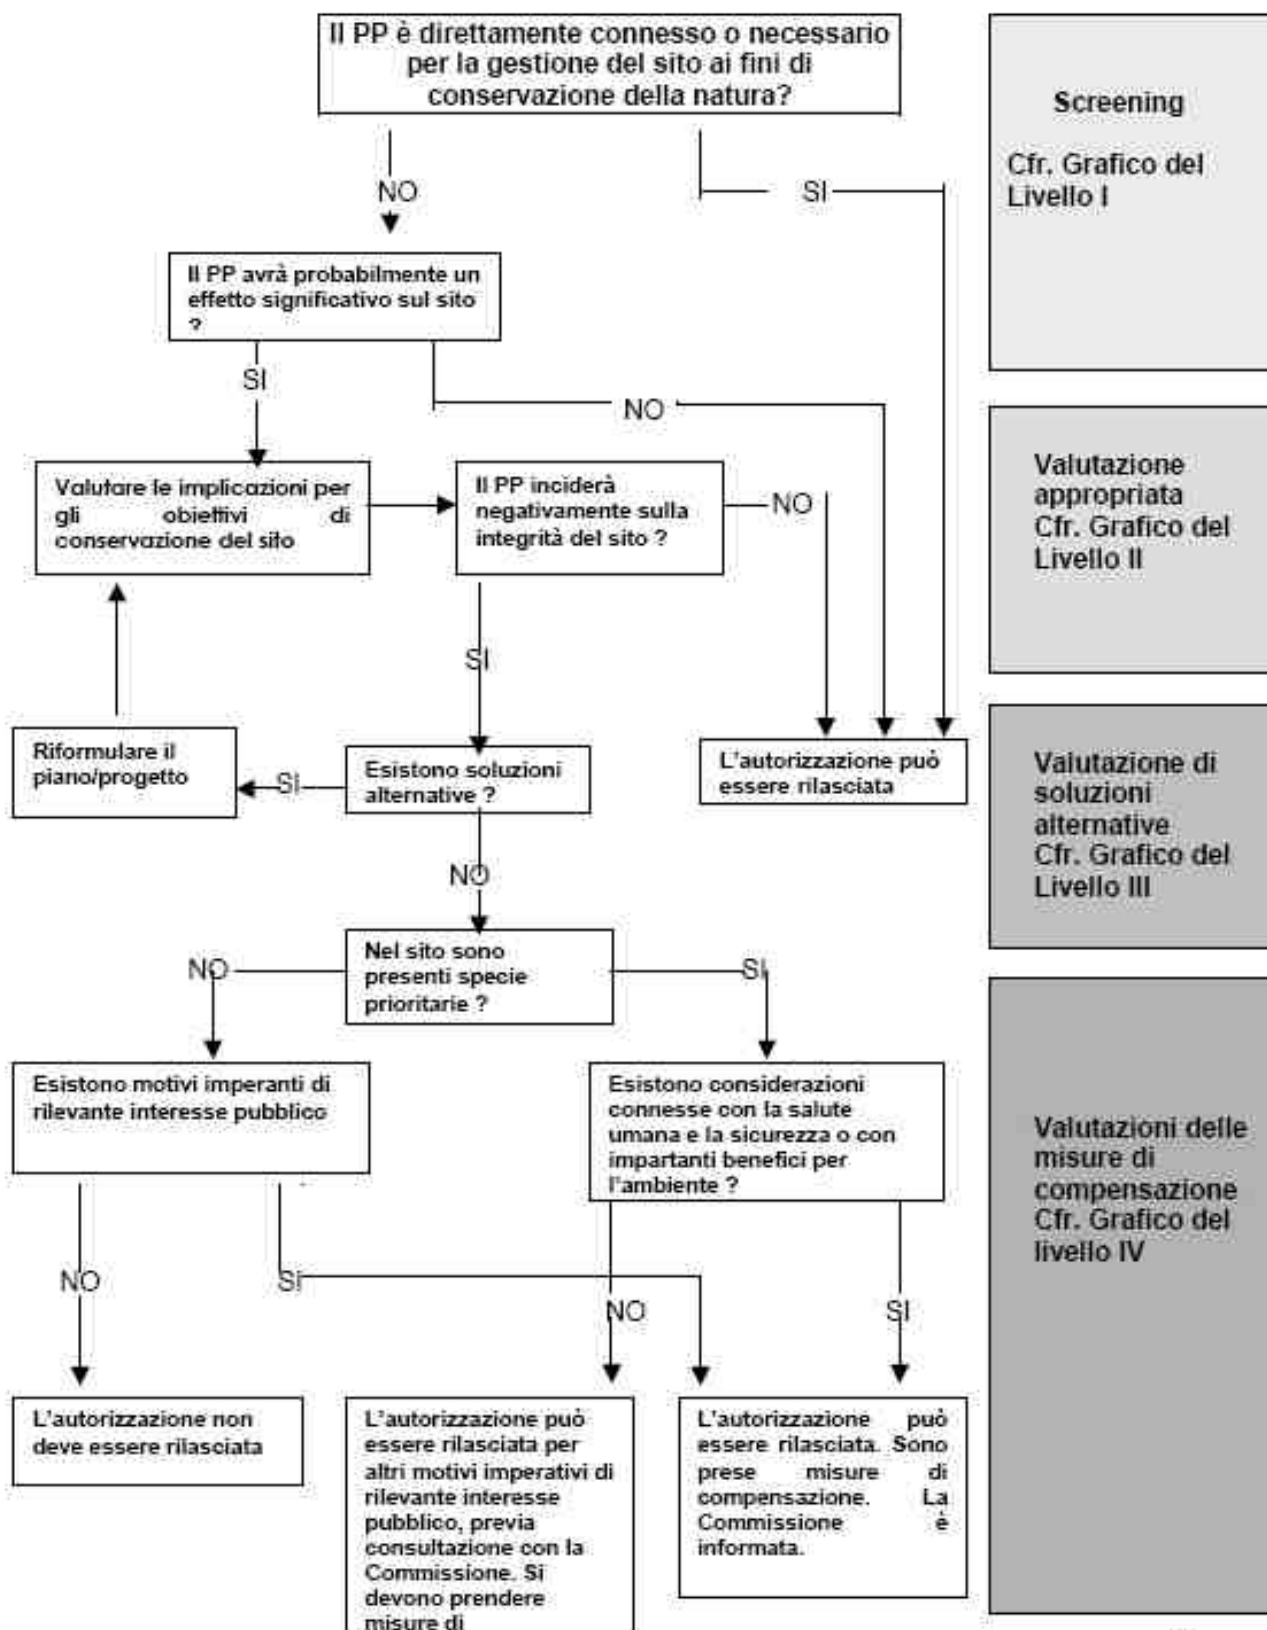 Il PP è direttamente connesso o necessario
per la gestione del sito ai fini di
conservazione della natura?
Screening
Cfr. Grafico del
Livello I
NO
SI
Il PP avrà probabilmente un
effetto significativo sul sito
?
SI
NO
Valutazione
appropriata
Cfr. Grafico del
Livello II
Valutare le implicazioni per
gli obiettivi di
conservazione del sito
Il PP inciderà
negativamente sulla
integrità del sito ?
NO
SI
Riformulare il
piano/progetto
SI
Esistono soluzioni
alternative ?
L'autorizzazione può
essere rilasciata
Valutazione di
soluzioni
alternative
Cfr. Grafico del
Livello III
NO
NO
Nel sito sono
presenti specie
prioritarie ?
SI
Esistono motivi imperanti di
rilevante interesse pubblico
Esistono considerazioni
connesse con la salute
umana e la sicurezza o con
impartanti benefici per
l'ambiente ?
Valutazioni delle
misure di
compensazione
Cfr. Grafico del
livello IV
NO
SI
NO
SI
L'autorizzazione non
deve essere rilasciata
L'autorizzazione può
essere rilasciata per
altri motivi imperativi di
rilevante interesse
pubblico, previa
consultazione con la
Commissione. Si
devono prendere
misure di
L'autorizzazione può
essere rilasciata. Sono
prese misure di
compensazione. La
Commissione è
informata.